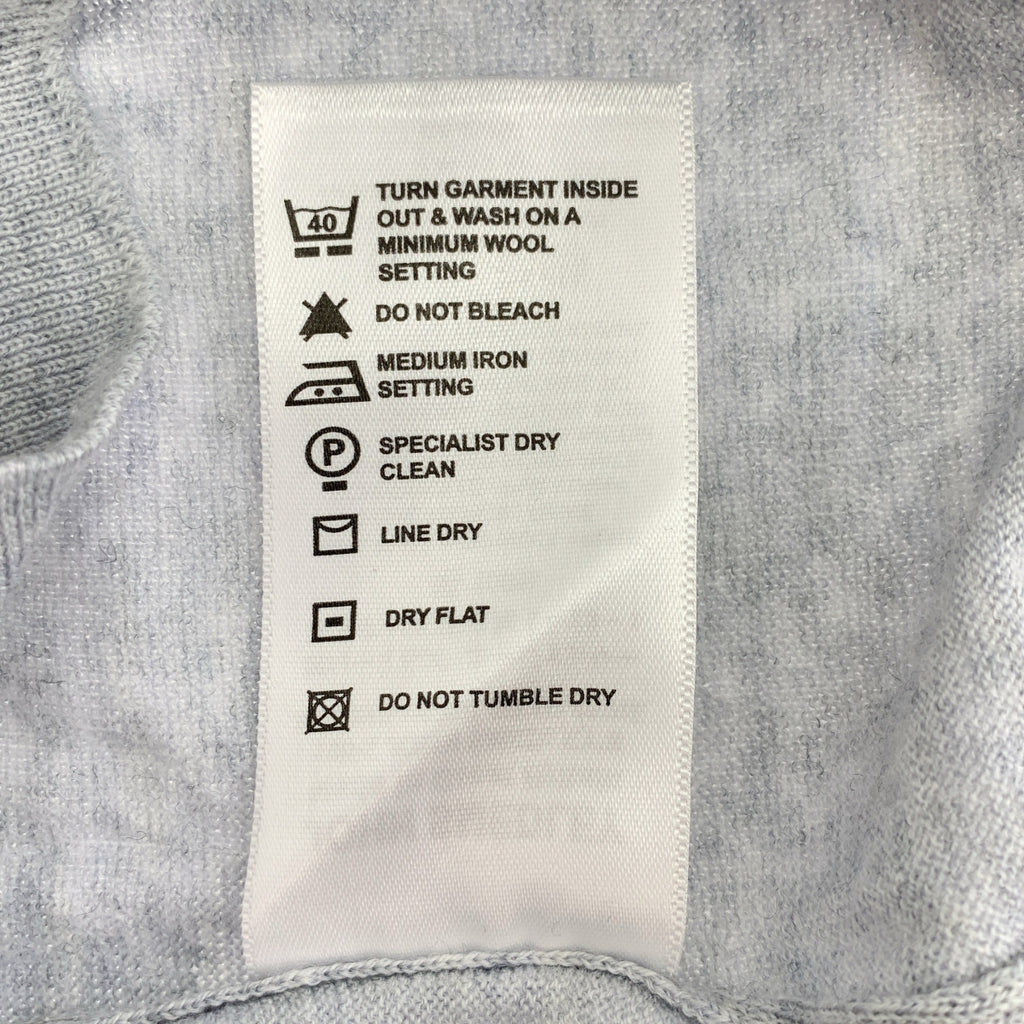 40
TURN GARMENT INSIDE
OUT & WASH ON A
MINIMUM WOOL
SETTING
DO NOT BLEACH
MEDIUM IRON
SETTING
P
SPECIALIST DRY
CLEAN
LINE DRY
DRY FLAT
DO NOT TUMBLE DRY